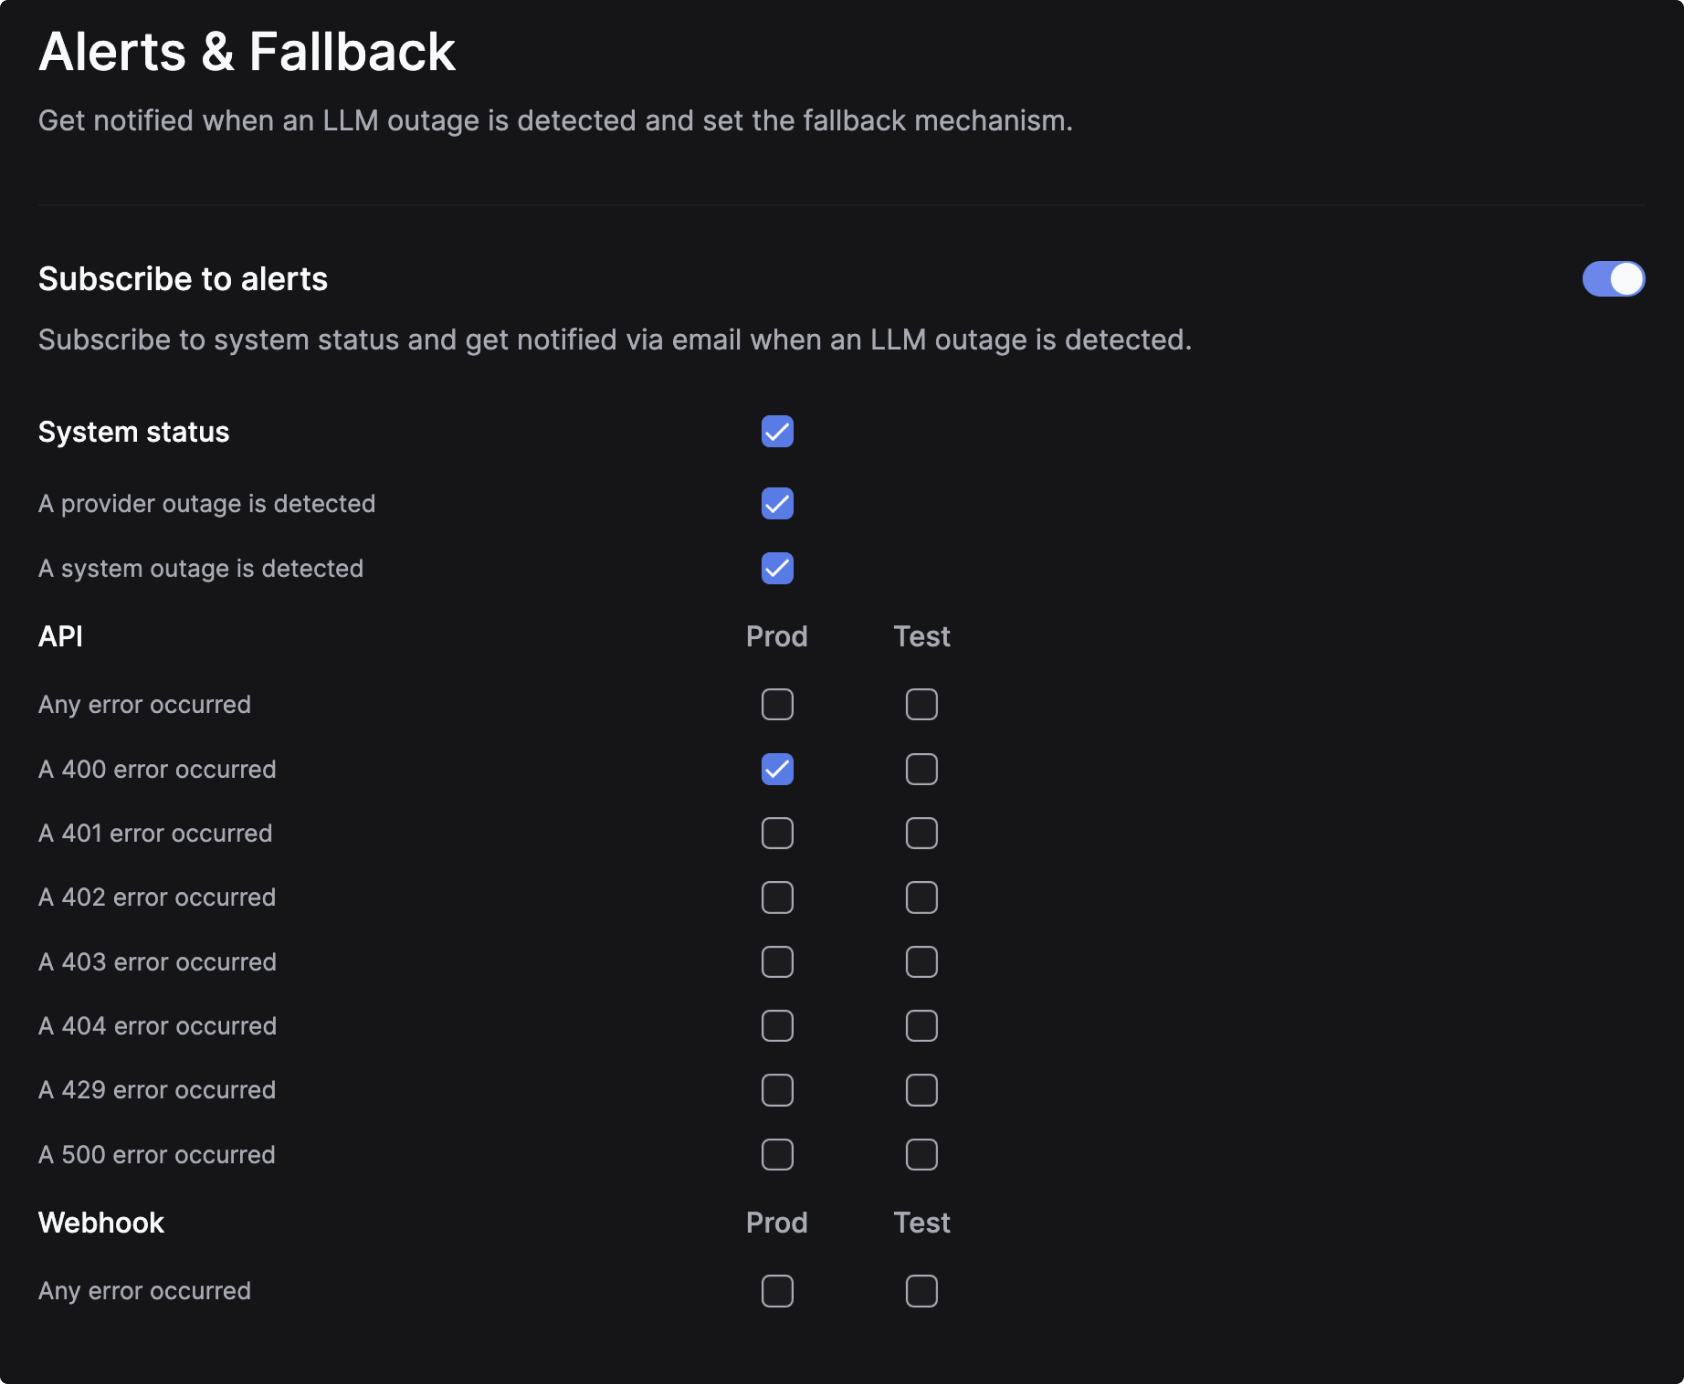 Alerts & Fallback
Get notified when an LLM outage is detected and set the fallback mechanism.
Subscribe to alerts
Subscribe to system status and get notified via email when an LLM outage is detected.
System status
A provider outage is detected
A system outage is detected
API Prod Test
Any error occurred
A 400 error occurred
A 401 error occurred
A 402 error occurred
A 403 error occurred
A 404 error occurred
A 429 error occurred
A 500 error occurred
Webhook Prod Test
Any error occurred